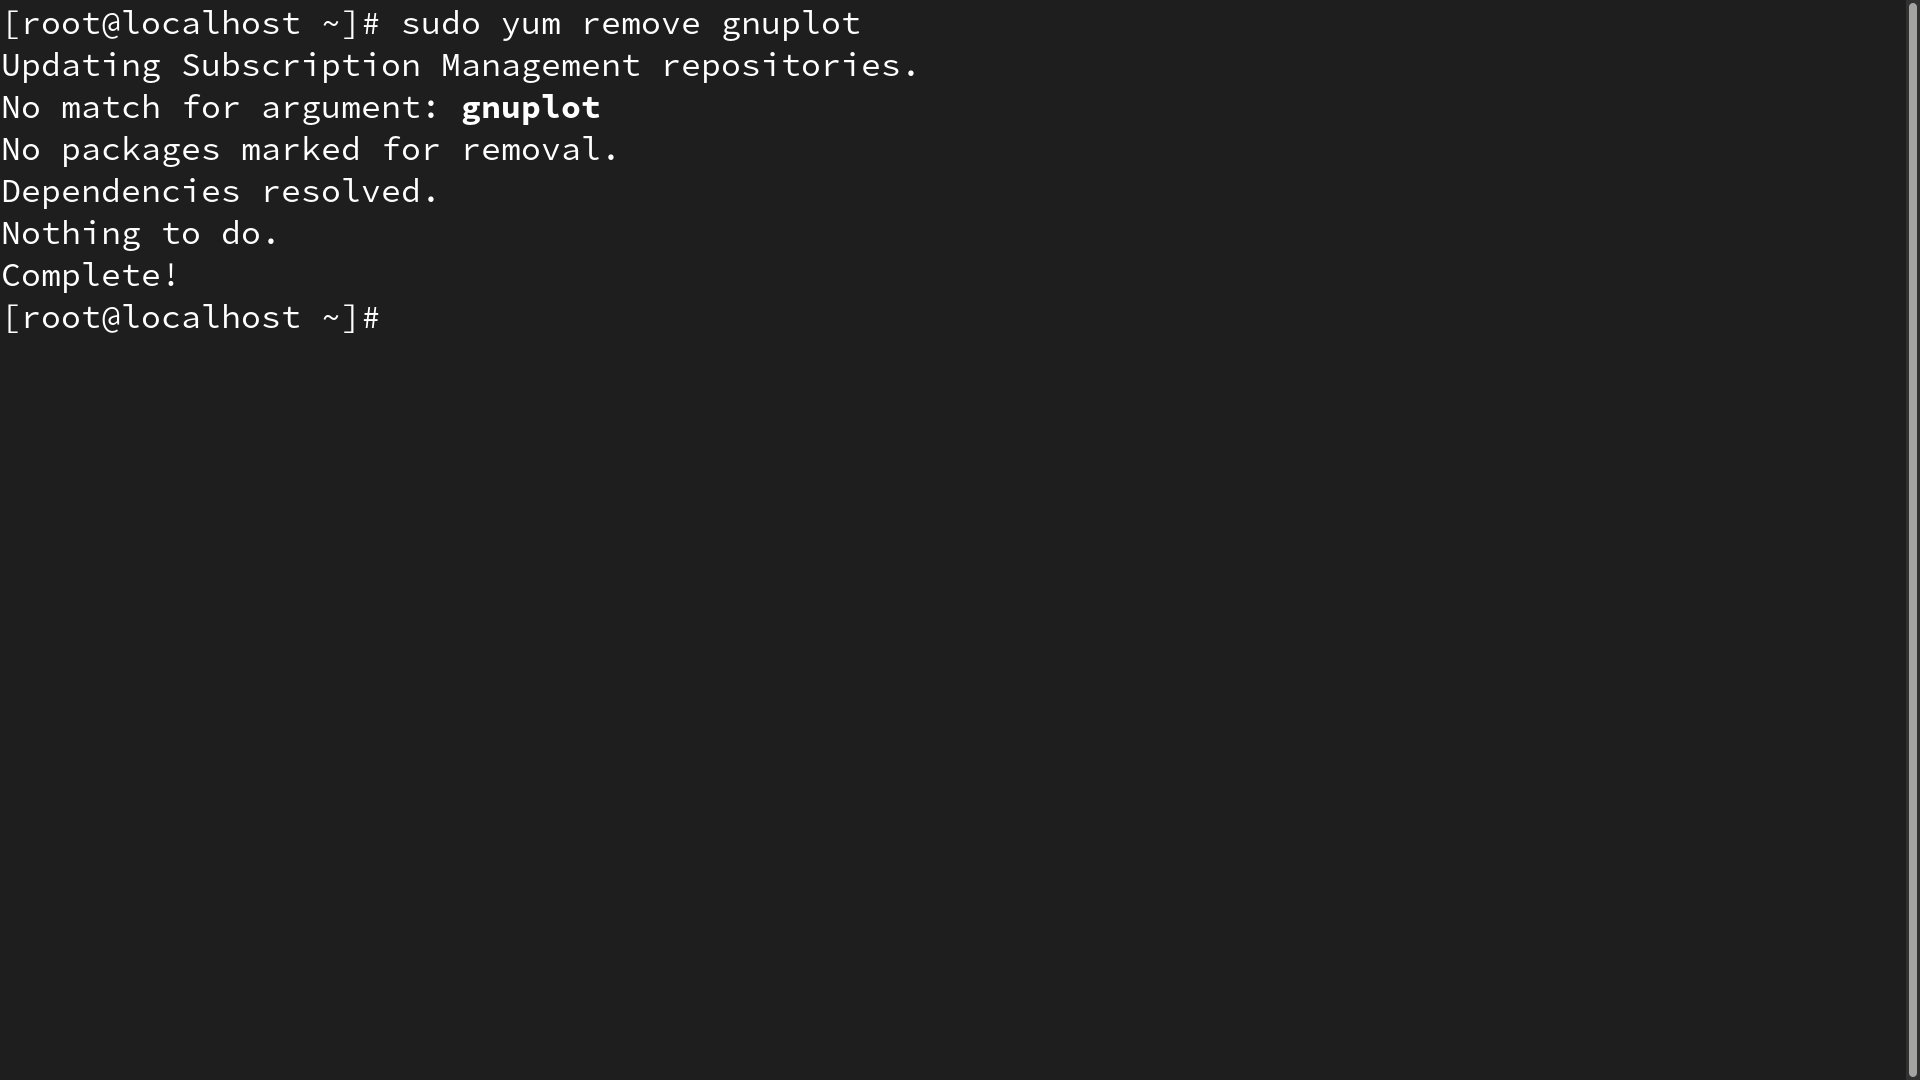 [root@localhost ~]# sudo yum remove gnuplot
Updating Subscription Management repositories.
No match for argument: gnuplot
No packages marked for removal.
Dependencies resolved.
Nothing to do.
Complete!
[root@localhost ~]#